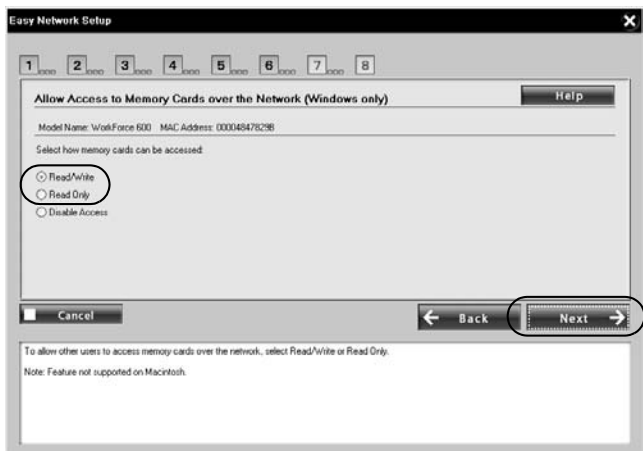 Easy Network Setup
1 2 3 4 5 6 7 8
Allow Access to Memory Cards over the Network (Windows only)
Help
Model Name: WorkForce 600 MAC Address: 00004847829B
Select how memory cards can be accessed:
Read/Write
Read Only
Disable Access
Cancel
Back
Next
To allow other users to access memory cards over the network, select Read/Write or Read Only.
Note: Feature not supported on Macintosh.